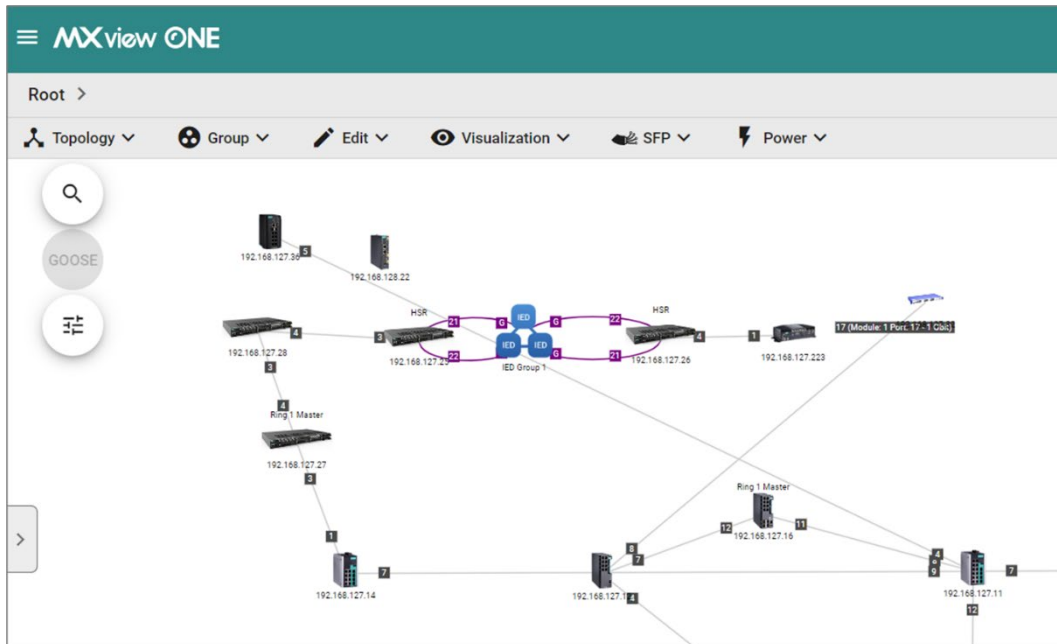 MXview ONE
Root >
Topology Group Edit Visualization SFP Power
GOOSE
5
192.168.127.36
192.168.128.22
HSR
HSR
21 G IED G 22
4 3 4 1
192.168.127.28
22 IED IED G 21
192.168.127.26
192.168.127.223
IED Group 1
17 (Module: 1 Port: 17 - 1 Gbit)
3
4
Ring 1 Master
192.168.127.27
3
Ring 1 Master
12 11
192.168.127.16
1
8
7
4
9
7 7
192.168.127.14
4
192.168.127.11
12